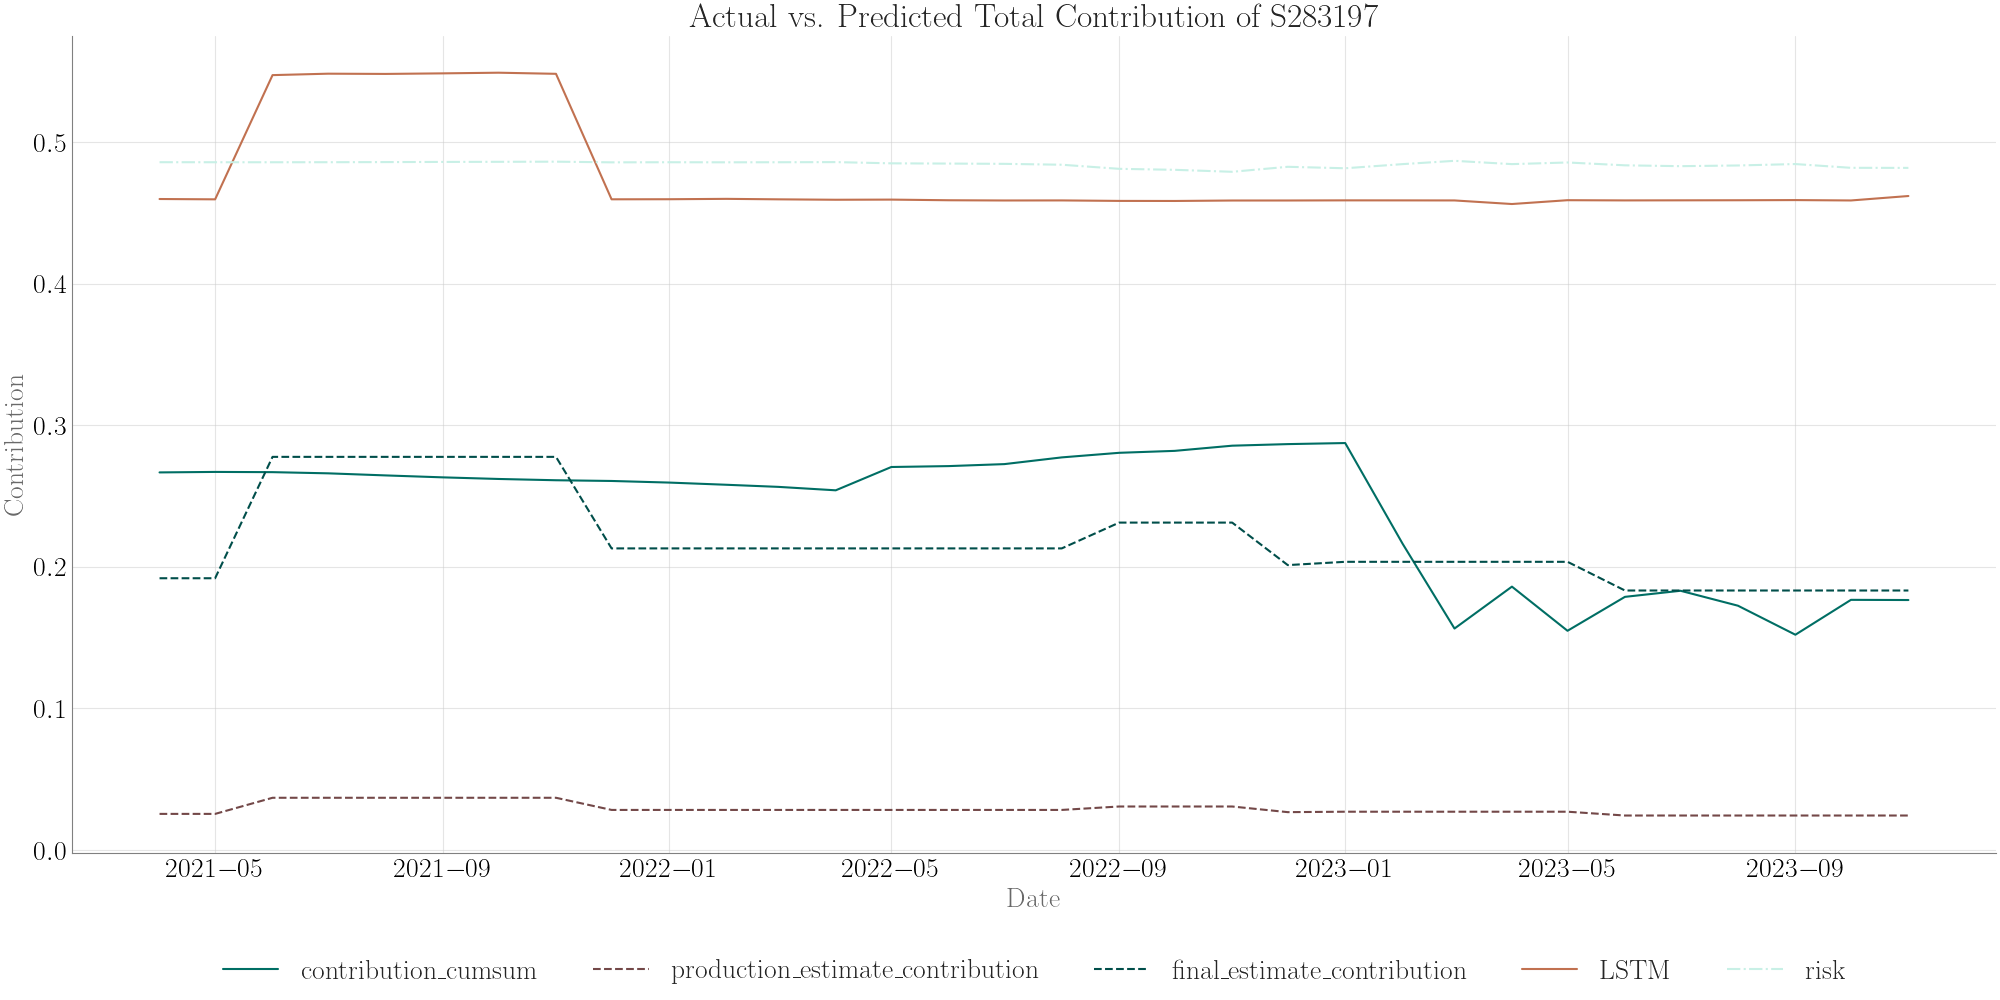 Actual vs. Predicted Total Contribution of S283197
Contribution
0.5
0.4
0.3
0.2
0.1
0.0
2021−05 2021−09 2022−01 2022−05 2022−09 2023−01 2023−05 2023−09
Date
contribution_cumsum production_estimate_contribution final_estimate_contribution LSTM risk